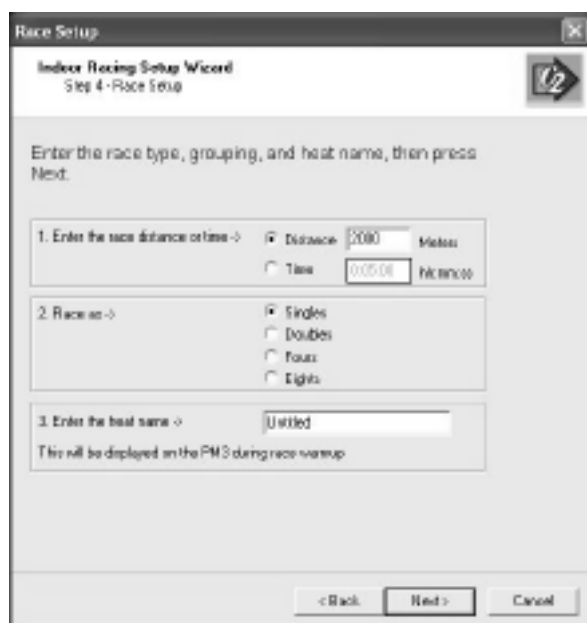 Race Setup
Indoor Racing Setup Wizard
Step 4 - Race Setup
Enter the race type, grouping, and heat name, then press
Next.
1. Enter the race distance or time ->
Distance 2000 Meters
Time 0:05:00 h:mm:ss
2. Race as ->
Singles
Doubles
Fours
Eights
3. Enter the heat name ->
Untitled
This will be displayed on the PM3 during race warmup
< Back
Next >
Cancel